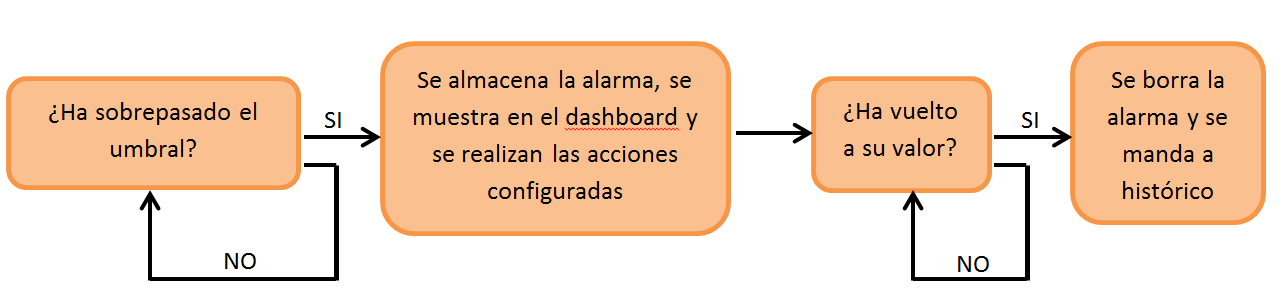 ¿Ha sobrepasado el
umbral?
SI
NO
Se almacena la alarma, se
muestra en el dashboard y
se realizan las acciones
configuradas
¿Ha vuelto
a su valor?
SI
NO
Se borra la
alarma y se
manda a
histórico